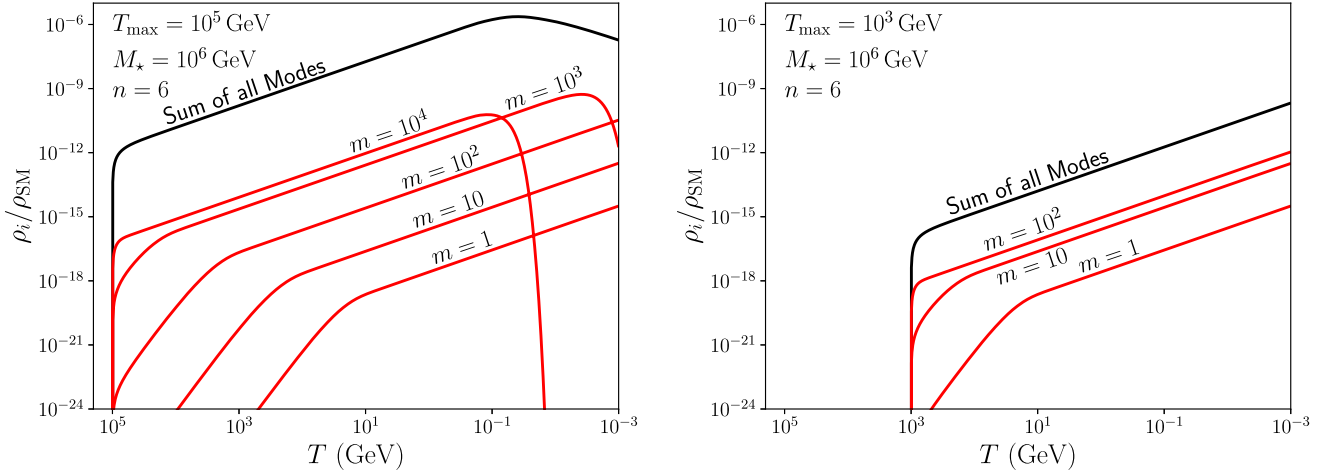 T_max = 10^5 GeV
M_⋆ = 10^6 GeV
n = 6
Sum of all Modes
m = 10^4
m = 10^3
m = 10^2
m = 10
m = 1
10^-6
10^-9
10^-12
10^-15
10^-18
10^-21
10^-24
ρ_i/ρ_SM
10^5
10^3
10^1
10^-1
10^-3
T (GeV)
T_max = 10^3 GeV
M_⋆ = 10^6 GeV
n = 6
Sum of all Modes
m = 10^2
m = 10
m = 1
10^-6
10^-9
10^-12
10^-15
10^-18
10^-21
10^-24
ρ_i/ρ_SM
10^5
10^3
10^1
10^-1
10^-3
T (GeV)